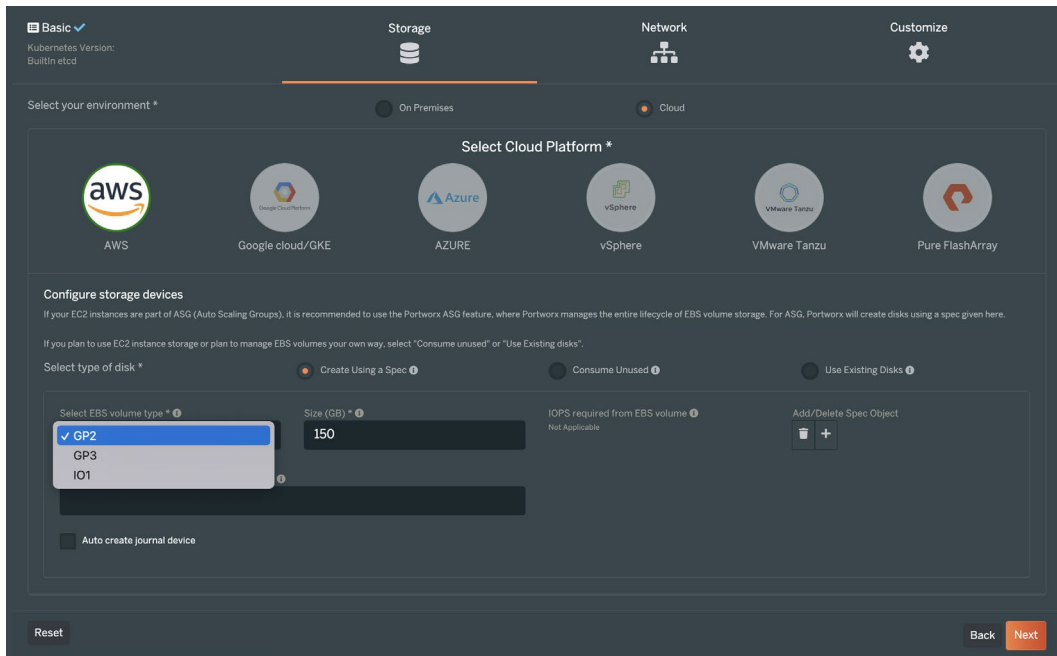 Basic
Storage
Network
Customize
Kubernetes Version:
Builtin etcd
Select your environment *
On Premises
Cloud
Select Cloud Platform *
aws
Google Cloud Platform
Azure
vSphere
VMware Tanzu
AWS
Google cloud/GKE
AZURE
vSphere
VMware Tanzu
Pure FlashArray
Configure storage devices
If your EC2 instances are part of ASG (Auto Scaling Groups), it is recommended to use the Portworx ASG feature, where Portworx manages the entire lifecycle of EBS volume storage. For ASG, Portworx will create disks using a spec given here.
If you plan to use EC2 instance storage or plan to manage EBS volumes your own way, select "Consume unused" or "Use Existing disks".
Select type of disk *
Create Using a Spec
Consume Unused
Use Existing Disks
Select EBS volume type *
Size (GB) *
IOPS required from EBS volume
Add/Delete Spec Object
✓ GP2
150
Not Applicable
GP3
IO1
Auto create journal device
Reset
Back
Next